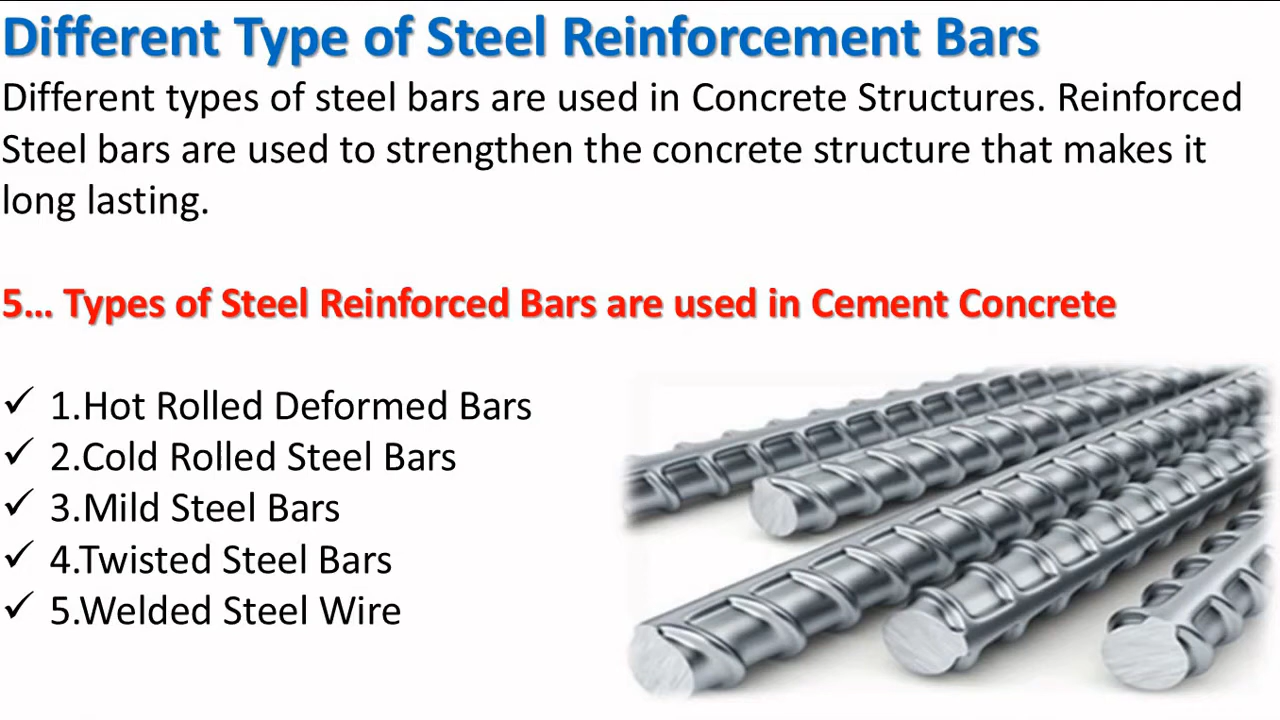 Different Type of Steel Reinforcement Bars
Different types of steel bars are used in Concrete Structures. Reinforced
Steel bars are used to strengthen the concrete structure that makes it
long lasting.
5... Types of Steel Reinforced Bars are used in Cement Concrete
✓ 1.Hot Rolled Deformed Bars
✓ 2.Cold Rolled Steel Bars
✓ 3.Mild Steel Bars
✓ 4.Twisted Steel Bars
✓ 5.Welded Steel Wire